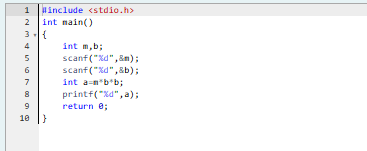 1 #include <stdio.h>
2 int main()
3 {
4 int m,b;
5 scanf("%d",&m);
6 scanf("%d",&b);
7 int a=m*b*b;
8 printf("%d",a);
9 return 0;
10 }